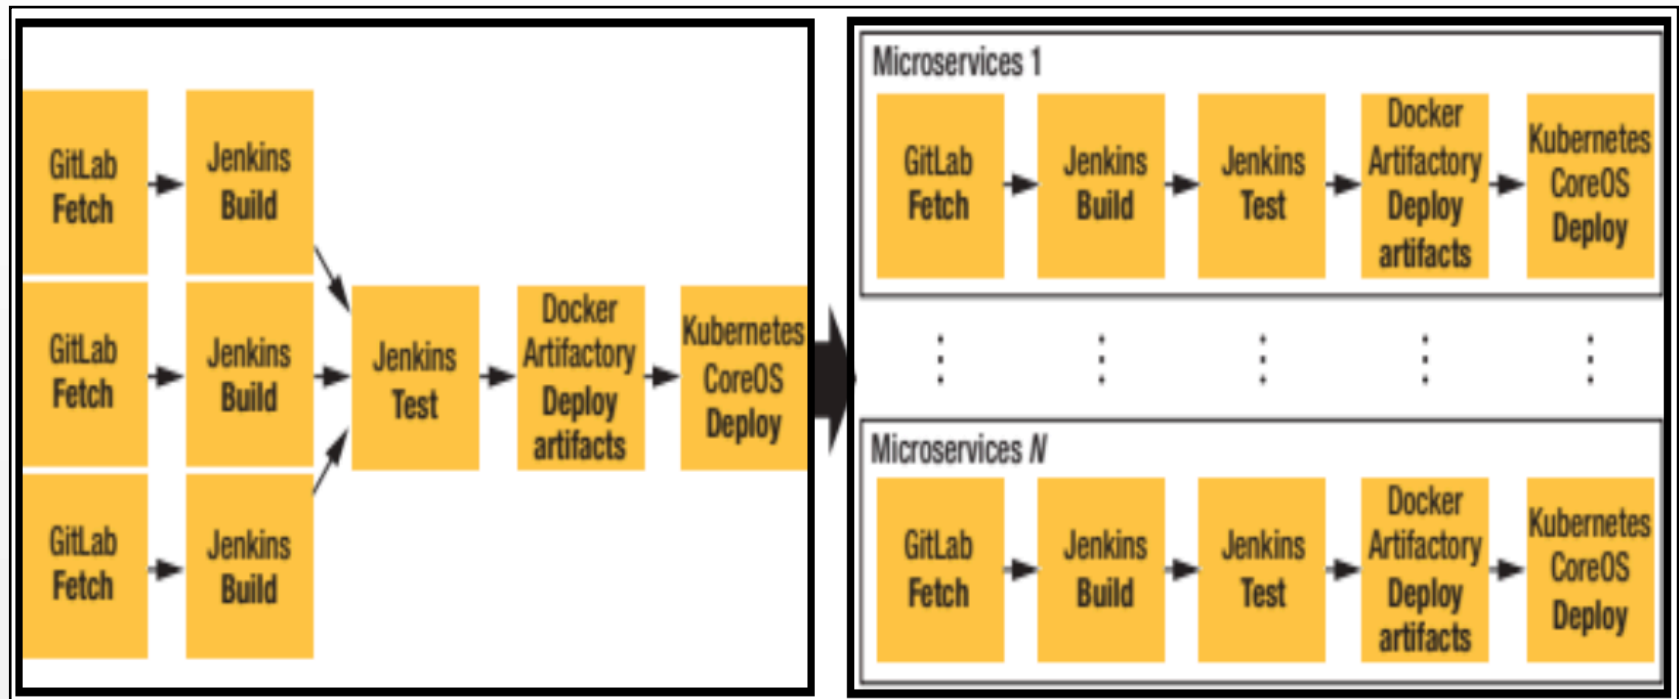 GitLab
Fetch
Jenkins
Build
GitLab
Fetch
Jenkins
Build
GitLab
Fetch
Jenkins
Build
Jenkins
Test
Docker
Artifactory
Deploy
artifacts
Kubernetes
CoreOS
Deploy
Microservices 1
GitLab
Fetch
Jenkins
Build
Jenkins
Test
Docker
Artifactory
Deploy
artifacts
Kubernetes
CoreOS
Deploy
Microservices N
GitLab
Fetch
Jenkins
Build
Jenkins
Test
Docker
Artifactory
Deploy
artifacts
Kubernetes
CoreOS
Deploy